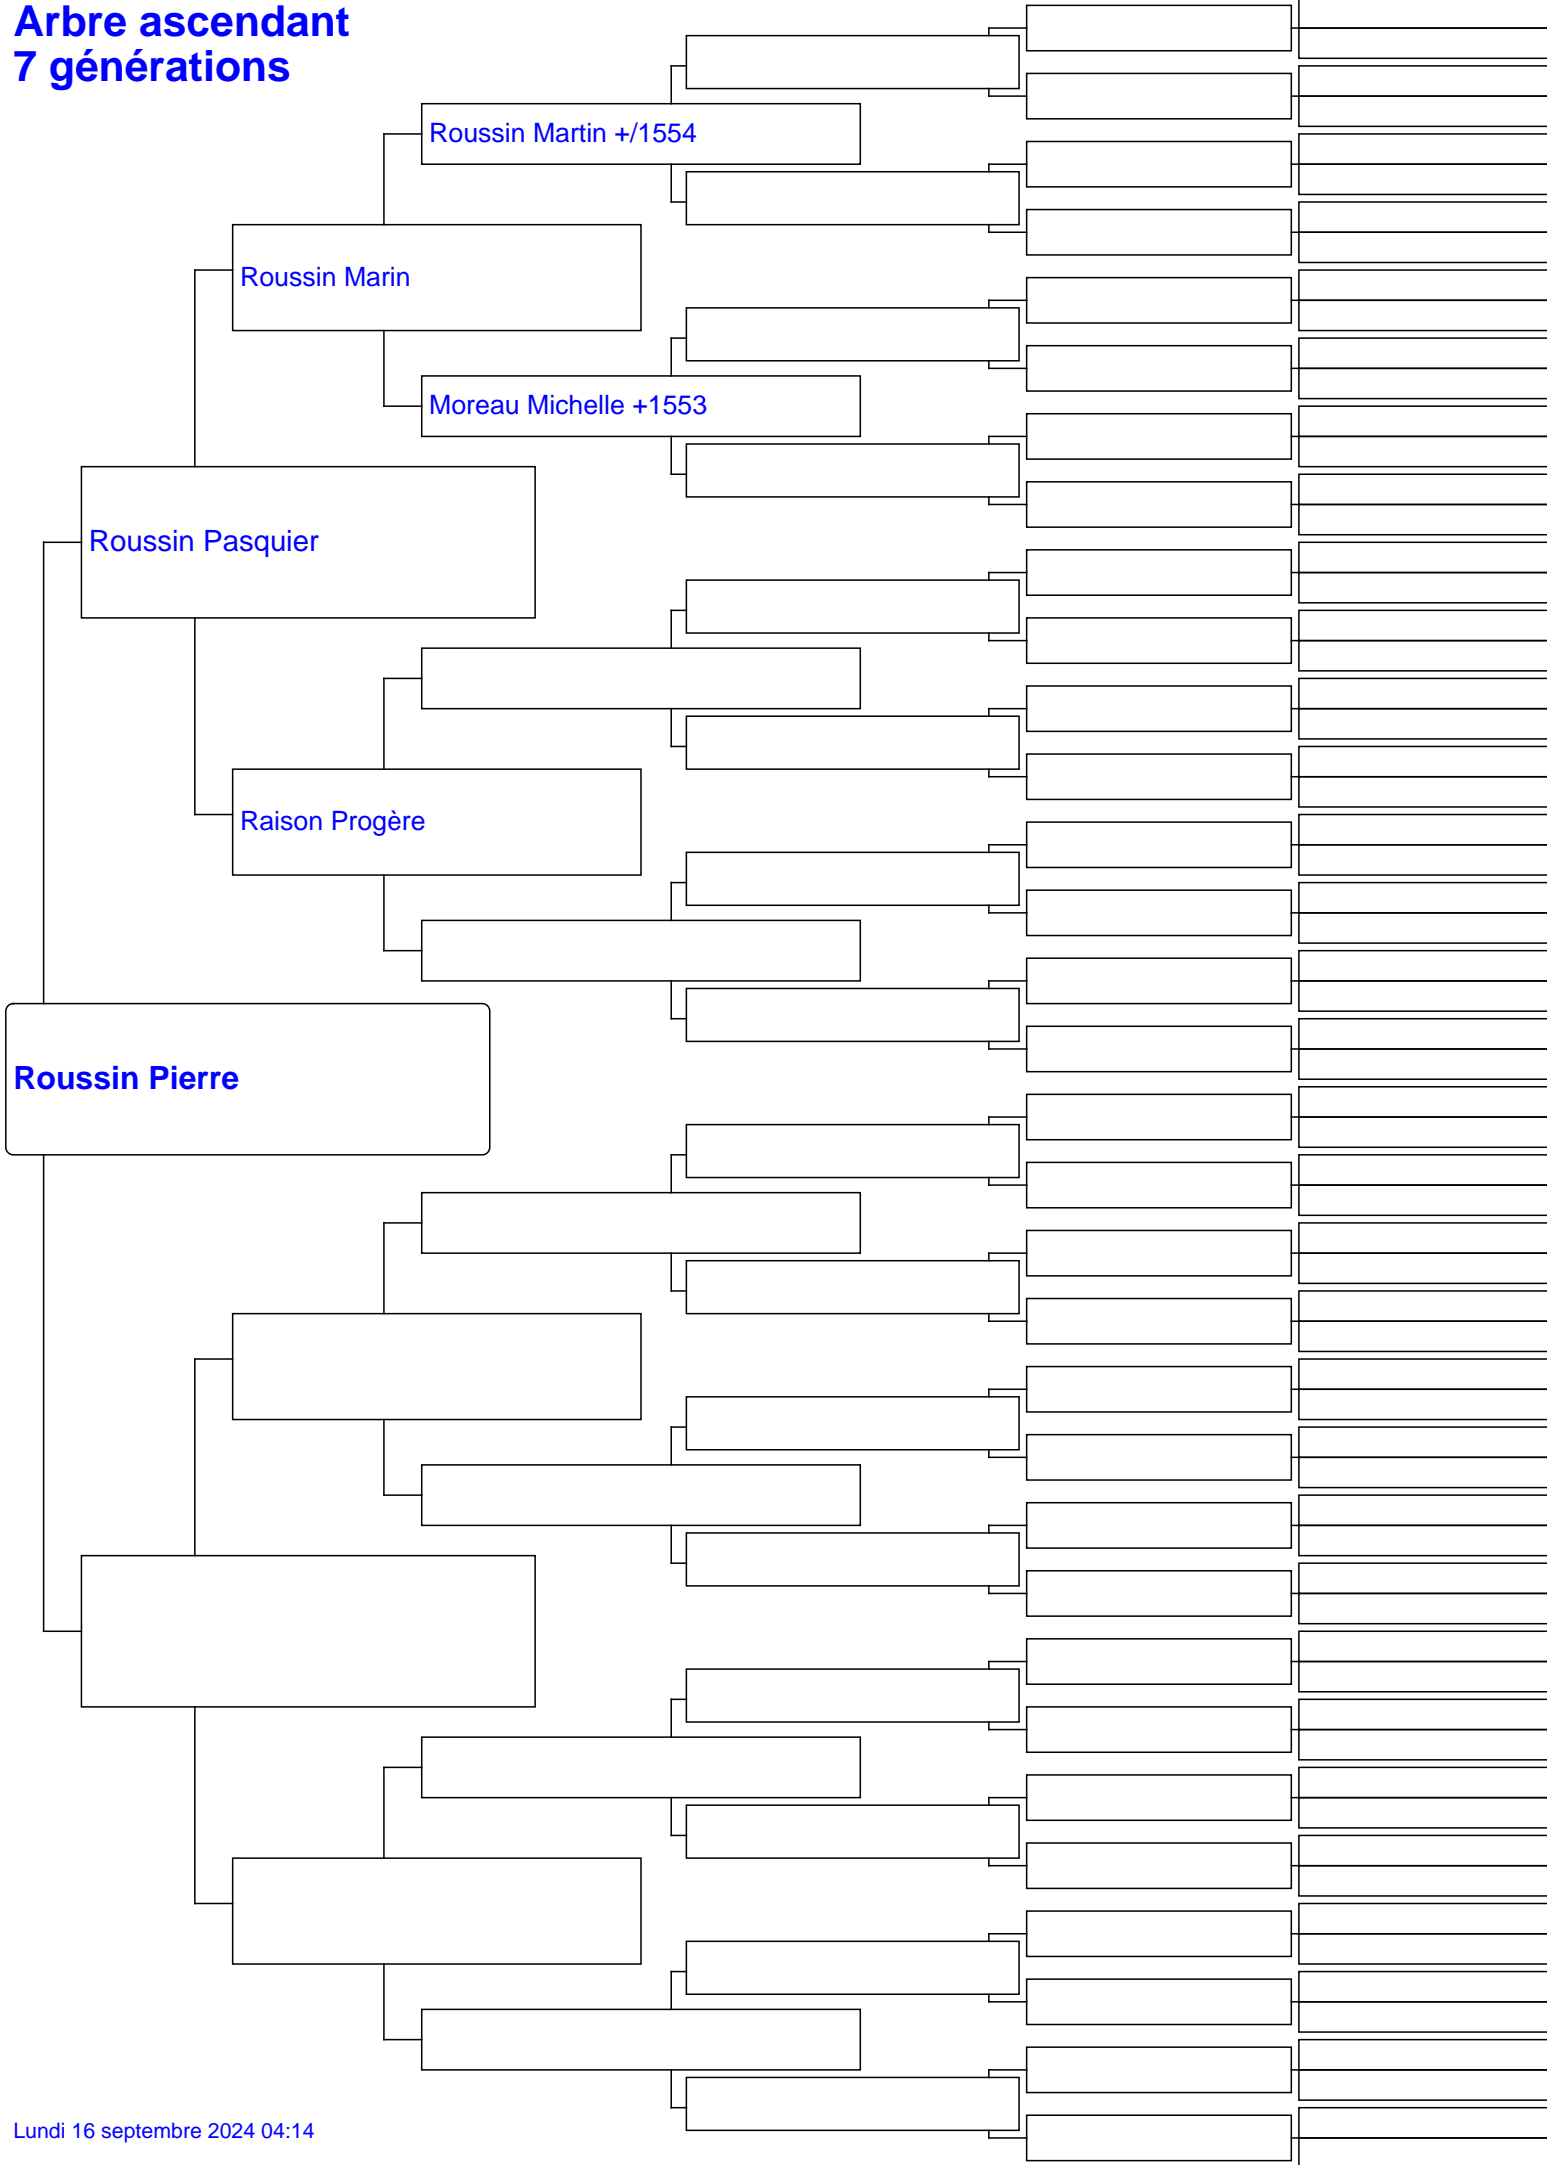 Arbre ascendant
7 générations
Roussin Martin +/1554
Roussin Marin
Moreau Michelle +1553
Roussin Pasquier
Raison Progère
Roussin Pierre
Lundi 16 septembre 2024 04:14